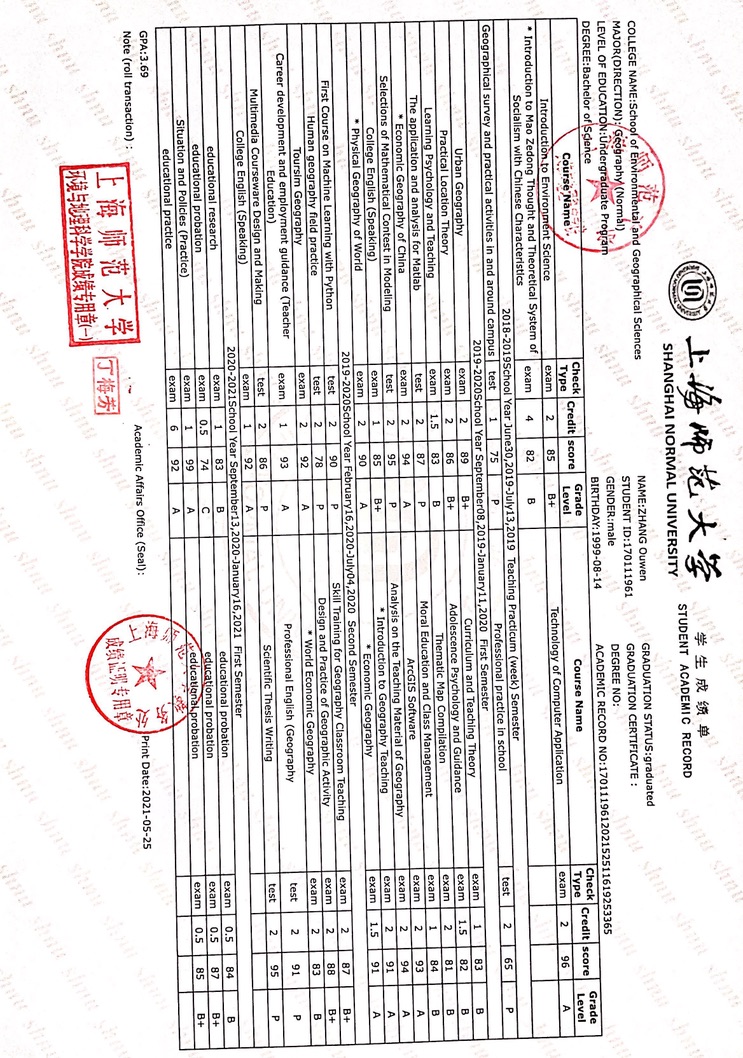 上海师范大学 学生成绩单
SHANGHAI NORMAL UNIVERSITY STUDENT ACADEMIC RECORD
COLLEGE NAME:School of Environmental and Geographical Sciences NAME:ZHANG Ouwen GRADUATION STATUS:graduated
MAJOR(DIRECTION): Geography (Normal) STUDENT ID:170111961 GRADUATION CERTIFICATE :
LEVEL OF EDUCATION:Undergraduate Program GENDER:male DEGREE NO:
DEGREE:Bachelor of Science BIRTHDAY:1999-08-14 ACADEMIC RECORD NO:1701119612021525116192533​65
Course Name Check Type Credit score Grade Level Course Name Check Type Credit score Grade Level
Introduction to Environment Science exam 2 85 B+ Technology of Computer Application exam 2 96 A
* Introduction to Mao Zedong Thought and Theoretical System of
Socialism with Chinese Characteristics exam 4 82 B
2018-2019School Year June30,2019-July13,2019 Teaching Practicum (week) Semester
Geographical survey and practical activities in and around campus test 1 75 P Professional practice in school test 2 65 P
2019-2020School Year September08,2019-January11,2020 First Semester
Urban Geography exam 2 89 B+ Curriculum and Teaching Theory exam 1 83 B
Practical Location Theory exam 2 86 B+ Adolescence Psychology and Guidance exam 1.5 82 B
Learning Psychology and Teaching exam 1.5 83 B Thematic Map Compilation exam 2 81 B
The application and analysis for Matlab test 2 87 P Moral Education and Class Management exam 1 84 B
* Economic Geography of China exam 2 94 A ArcGIS Software exam 2 93 A
Selections of Mathematical Contest in Modeling test 2 95 P Analysis on the Teaching Material of Geography exam 2 94 A
College English (Speaking) exam 1 85 B+ * Introduction to Geography Teaching exam 2 91 A
* Physical Geography of World exam 2 90 A * Economic Geography exam 1.5 91 A
2019-2020School Year February16,2020-July04,2020 Second Semester
First Course on Machine Learning with Python test 2 90 P Skill Training for Geography Classroom Teaching exam 2 87 B+
Human geography field practice test 2 78 P Design and Practice of Geographic Activity exam 2 88 B+
Toursim Geography exam 2 92 A * World Economic Geography exam 2 83 B
Career development and employment guidance (Teacher
Education) exam 1 93 A Professional English (Geography test 2 91 P
Multimedia Courseware Design and Making test 2 86 P Scientific Thesis Writing test 2 95 P
College English (Speaking) exam 1 92 A
2020-2021School Year September13,2020-January16,2021 First Semester
educational research exam 1 83 B educational probation exam 0.5 84 B
educational probation exam 0.5 74 C educational probation exam 0.5 87 B+
Situation and Policies (Practice) exam 1 99 A educational probation exam 0.5 85 B+
educational practice exam 6 92 A
GPA:3.69
Note (roll transaction) : Academic Affairs Office (Seal): Print Date:2021-05-25
上海师范大学
环境与地理科学学院成绩专用章(一)
丁梅芳
成绩证明专用章